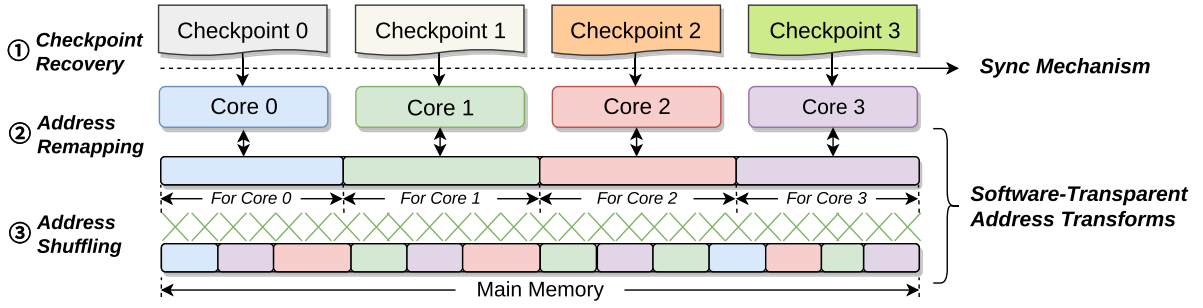 Checkpoint 0
Checkpoint 1
Checkpoint 2
Checkpoint 3
① Checkpoint
Recovery
Sync Mechanism
Core 0
Core 1
Core 2
Core 3
② Address
Remapping
For Core 0
For Core 1
For Core 2
For Core 3
Software-Transparent
Address Transforms
③ Address
Shuffling
Main Memory